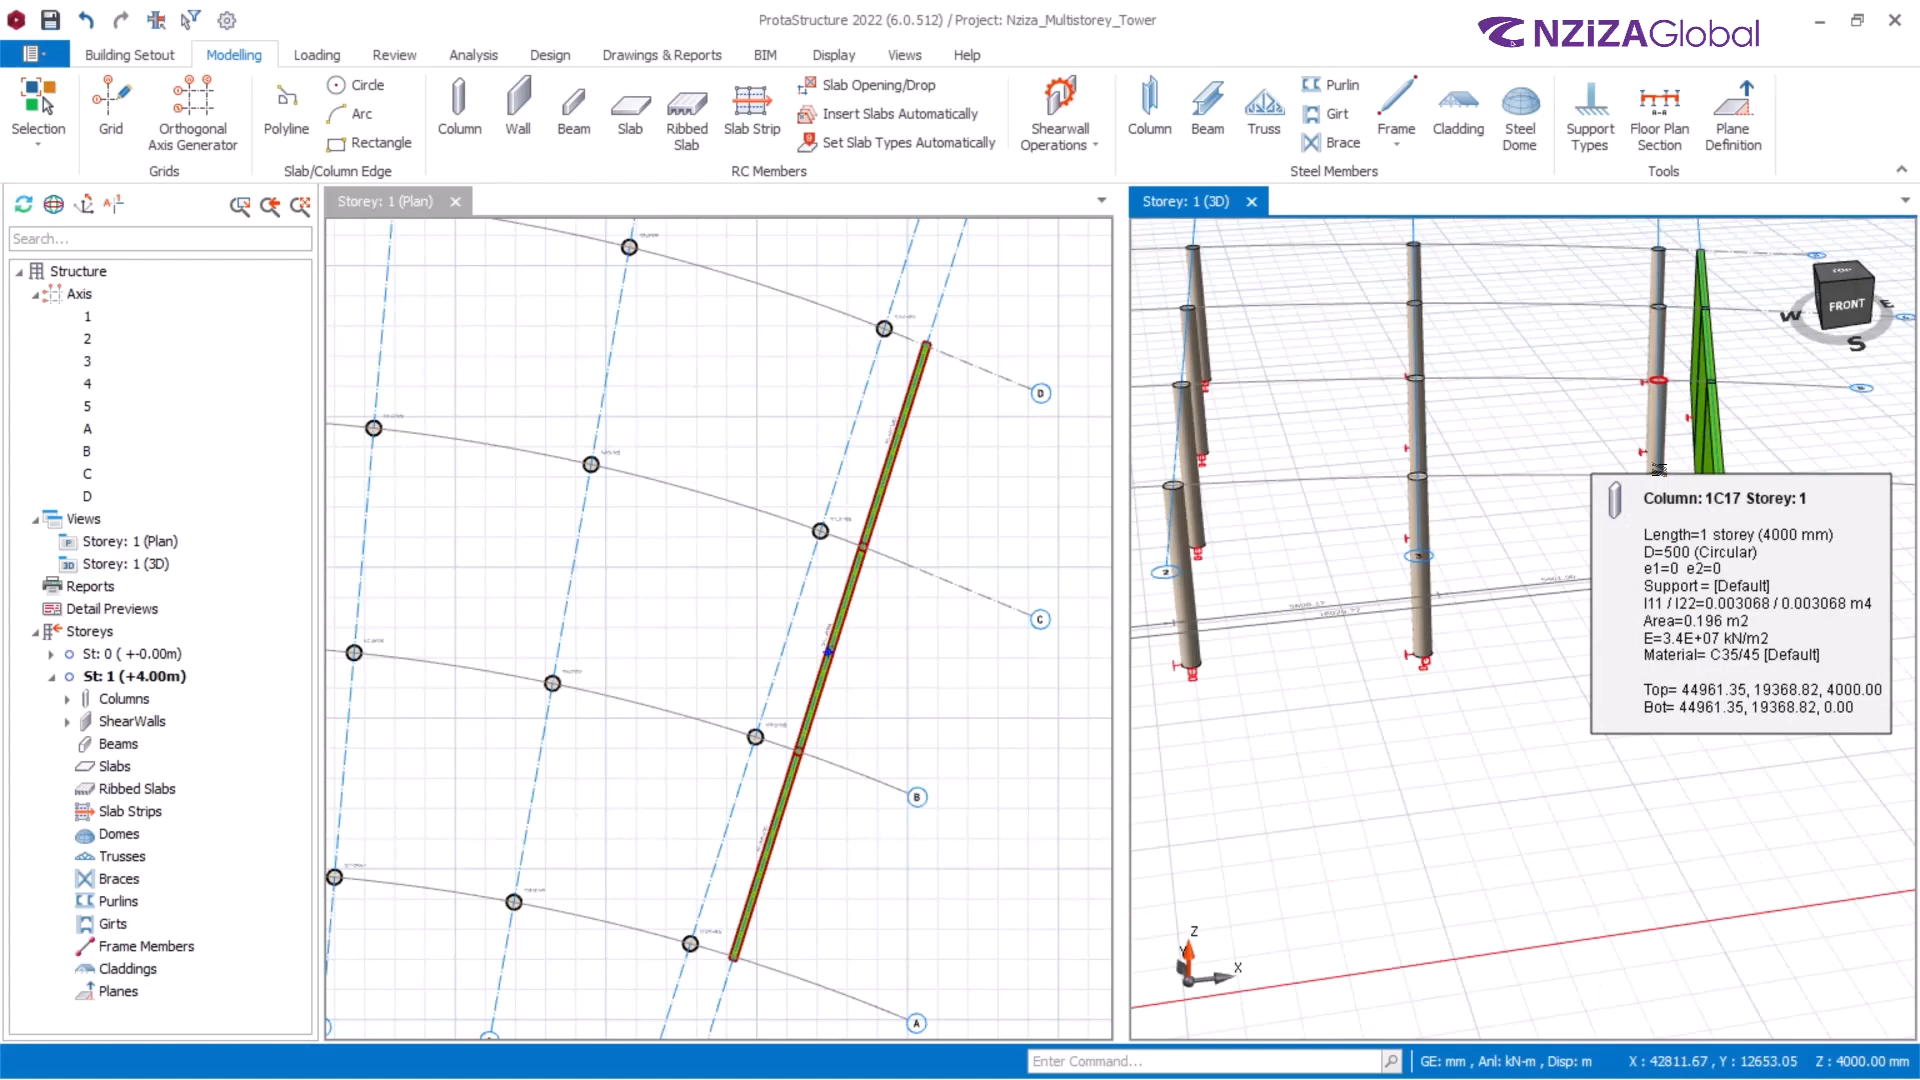 ProtaStructure 2022 (6.0.512) / Project: Nziza_Multistorey_Tower
NZIZAGlobal
Building Setout
Modelling
Loading
Review
Analysis
Design
Drawings & Reports
BIM
Display
Views
Help
Selection
Grid
Orthogonal
Axis Generator
Grids
Polyline
Circle
Arc
Rectangle
Slab/Column Edge
Column
Wall
Beam
Slab
Ribbed
Slab
Slab Strip
Slab Opening/Drop
Insert Slabs Automatically
Set Slab Types Automatically
RC Members
Shearwall
Operations
Column
Beam
Truss
Purlin
Girt
Brace
Frame
Cladding
Steel
Dome
Steel Members
Support
Types
Floor Plan
Section
Plane
Definition
Tools
Search...
Structure
Axis
1
2
3
4
5
A
B
C
D
Views
Storey: 1 (Plan)
Storey: 1 (3D)
Reports
Detail Previews
Storeys
St: 0 ( +-0.00m)
St: 1 (+4.00m)
Columns
ShearWalls
Beams
Slabs
Ribbed Slabs
Slab Strips
Domes
Trusses
Braces
Purlins
Girts
Frame Members
Claddings
Planes
Storey: 1 (Plan)
D
C
B
A
Storey: 1 (3D)
TOP
FRONT
W
E
S
2
3
Column: 1C17 Storey: 1
Length=1 storey (4000 mm)
D=500 (Circular)
e1=0 e2=0
Support = [Default]
I11 / I22=0.003068 / 0.003068 m4
Area=0.196 m2
E=3.4E+07 kN/m2
Material= C35/45 [Default]
Top= 44961.35, 19368.82, 4000.00
Bot= 44961.35, 19368.82, 0.00
Z
Y
X
Enter Command...
GE: mm , Anl: kN-m , Disp: m
X : 42811.67 , Y : 12653.05
Z : 4000.00 mm